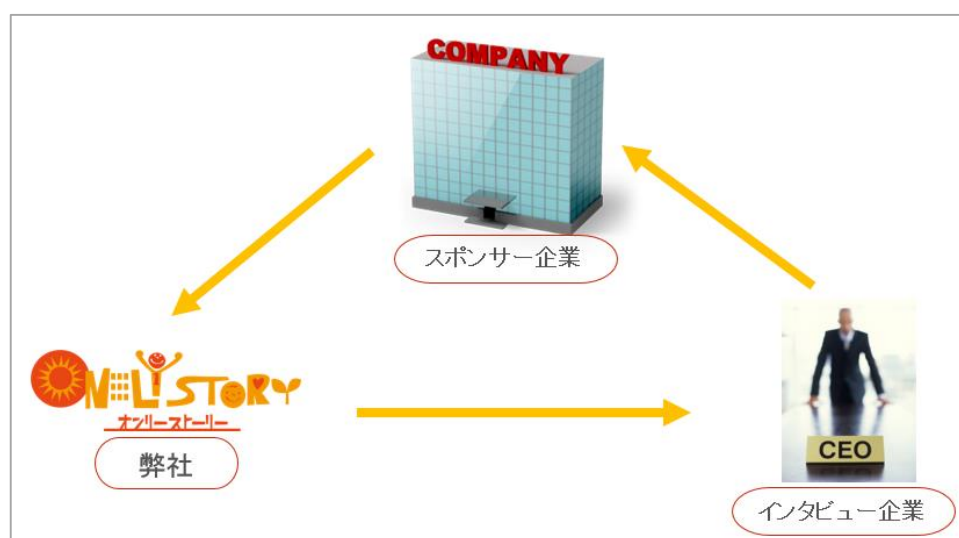 COMPANY
スポンサー企業
ONLY STORY
オンリーストーリー
弊社
CEO
インタビュー企業